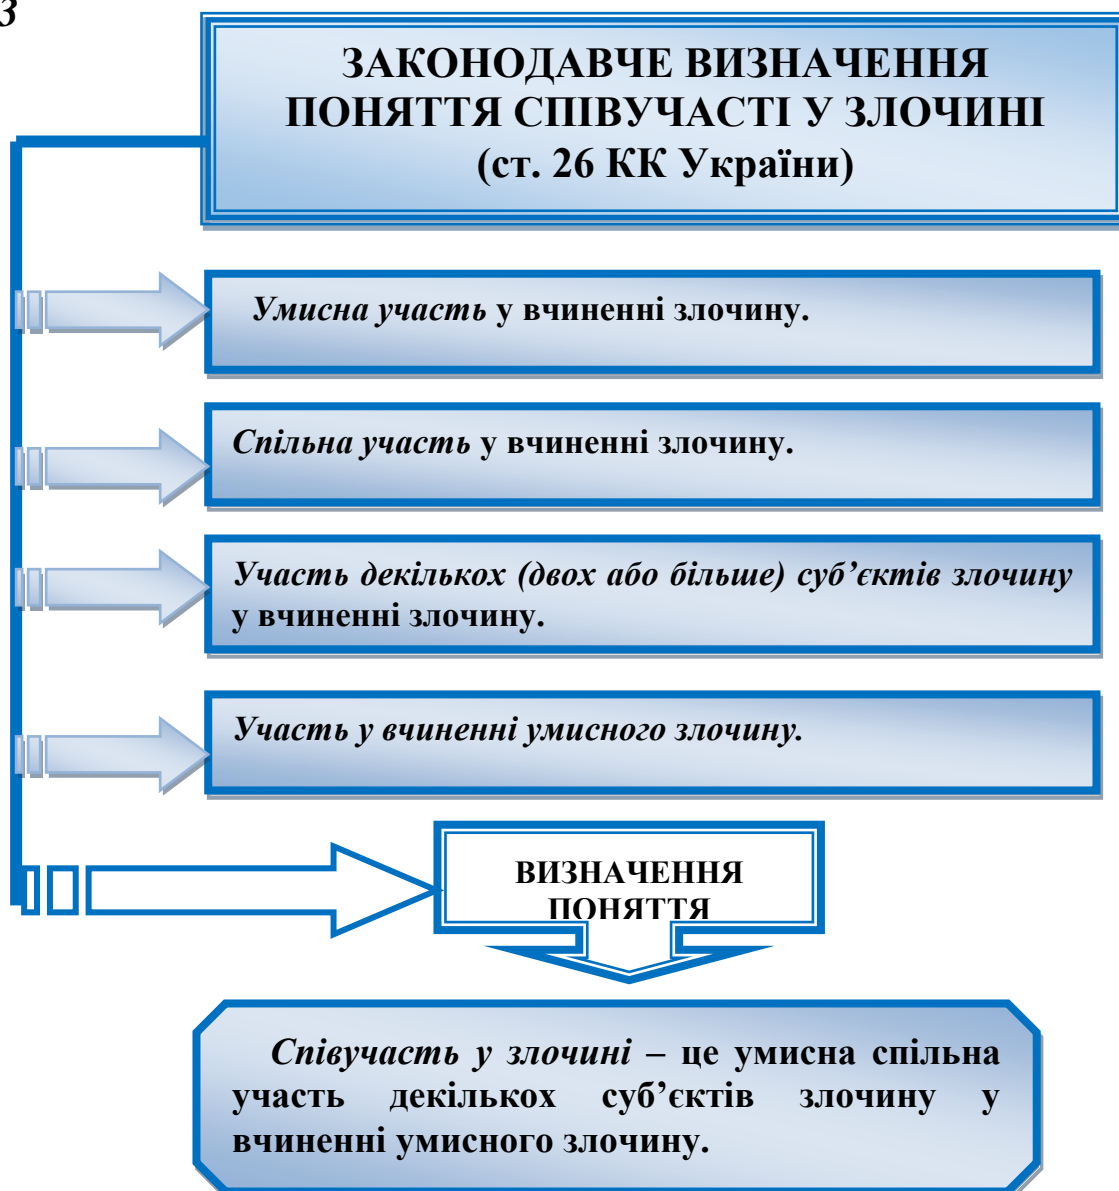 3
ЗАКОНОДАВЧЕ ВИЗНАЧЕННЯ
ПОНЯТТЯ СПІВУЧАСТІ У ЗЛОЧИНІ
(ст. 26 КК України)
Умисна участь у вчиненні злочину.
Спільна участь у вчиненні злочину.
Участь декількох (двох або більше) суб’єктів злочину
у вчиненні злочину.
Участь у вчиненні умисного злочину.
ВИЗНАЧЕННЯ
ПОНЯТТЯ
Співучасть у злочині – це умисна спільна
участь декількох суб’єктів злочину у
вчиненні умисного злочину.